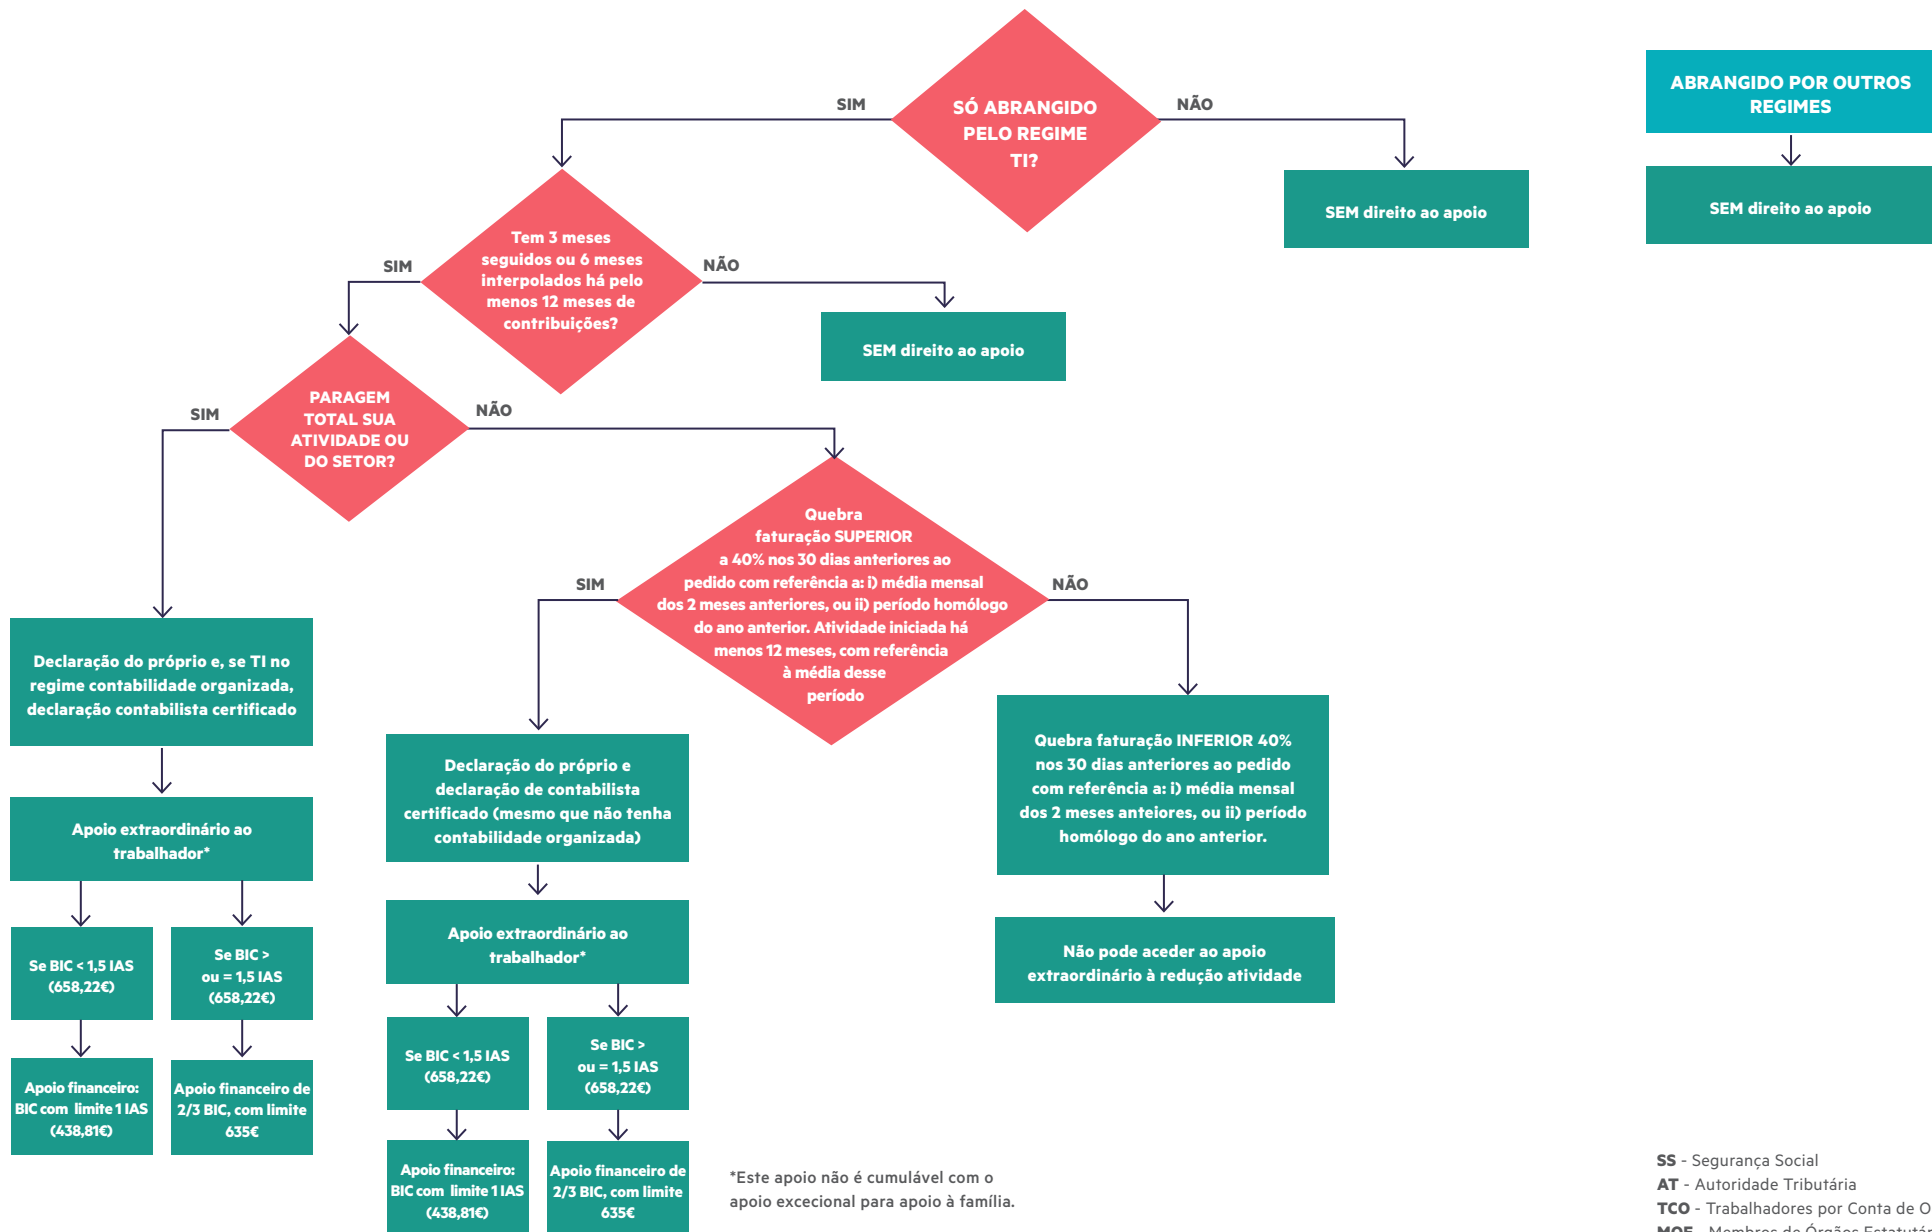 SÓ ABRANGIDO
PELO REGIME
TI?
SIM
NÃO
SEM direito ao apoio
ABRANGIDO POR OUTROS
REGIMES
SEM direito ao apoio
Tem 3 meses
seguidos ou 6 meses
interpolados há pelo
menos 12 meses de
contribuições?
SIM
NÃO
SEM direito ao apoio
PARAGEM
TOTAL SUA
ATIVIDADE OU
DO SETOR?
SIM
NÃO
Quebra
faturação SUPERIOR
a 40% nos 30 dias anteriores ao
pedido com referência a: i) média mensal
dos 2 meses anteriores, ou ii) período homólogo
do ano anterior. Atividade iniciada há
menos 12 meses, com referência
à média desse
período
SIM
NÃO
Declaração do próprio e, se TI no
regime contabilidade organizada,
declaração contabilista certificado
Apoio extraordinário ao
trabalhador*
Se BIC < 1,5 IAS
(658,22€)
Se BIC >
ou = 1,5 IAS
(658,22€)
Apoio financeiro:
BIC com limite 1 IAS
(438,81€)
Apoio financeiro de
2/3 BIC, com limite
635€
Declaração do próprio e
declaração de contabilista
certificado (mesmo que não tenha
contabilidade organizada)
Apoio extraordinário ao
trabalhador*
Se BIC < 1,5 IAS
(658,22€)
Se BIC >
ou = 1,5 IAS
(658,22€)
Apoio financeiro:
BIC com limite 1 IAS
(438,81€)
Apoio financeiro de
2/3 BIC, com limite
635€
Quebra faturação INFERIOR 40%
nos 30 dias anteriores ao pedido
com referência a: i) média mensal
dos 2 meses anteiores, ou ii) período
homólogo do ano anterior.
Não pode aceder ao apoio
extraordinário à redução atividade
*Este apoio não é cumulável com o
apoio excecional para apoio à família.
SS - Segurança Social
AT - Autoridade Tributária
TCO - Trabalhadores por Conta de O
MOE - Membros de Órgãos Estatutár